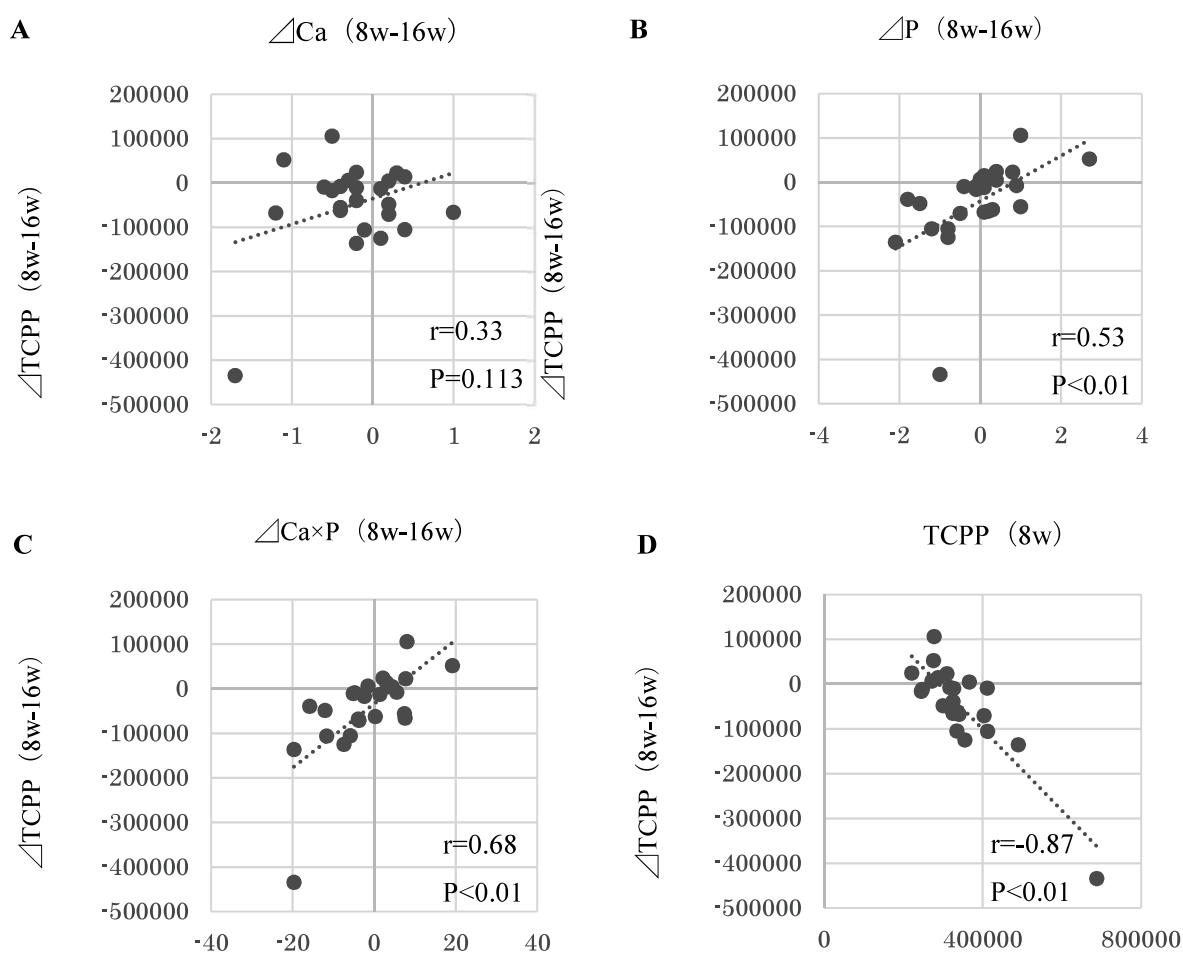 A
⊿Ca（8w-16w）
⊿TCPP（8w-16w）
200000
100000
0
-100000
-200000
-300000
-400000
-500000
-2
-1
0
1
2
r=0.33
P=0.113
B
⊿P（8w-16w）
⊿TCPP（8w-16w）
200000
100000
0
-100000
-200000
-300000
-400000
-500000
-4
-2
0
2
4
r=0.53
P<0.01
C
⊿Ca×P（8w-16w）
⊿TCPP（8w-16w）
200000
100000
0
-100000
-200000
-300000
-400000
-500000
-40
-20
0
20
40
r=0.68
P<0.01
D
TCPP（8w）
⊿TCPP（8w-16w）
200000
100000
0
-100000
-200000
-300000
-400000
-500000
0
400000
800000
r=-0.87
P<0.01